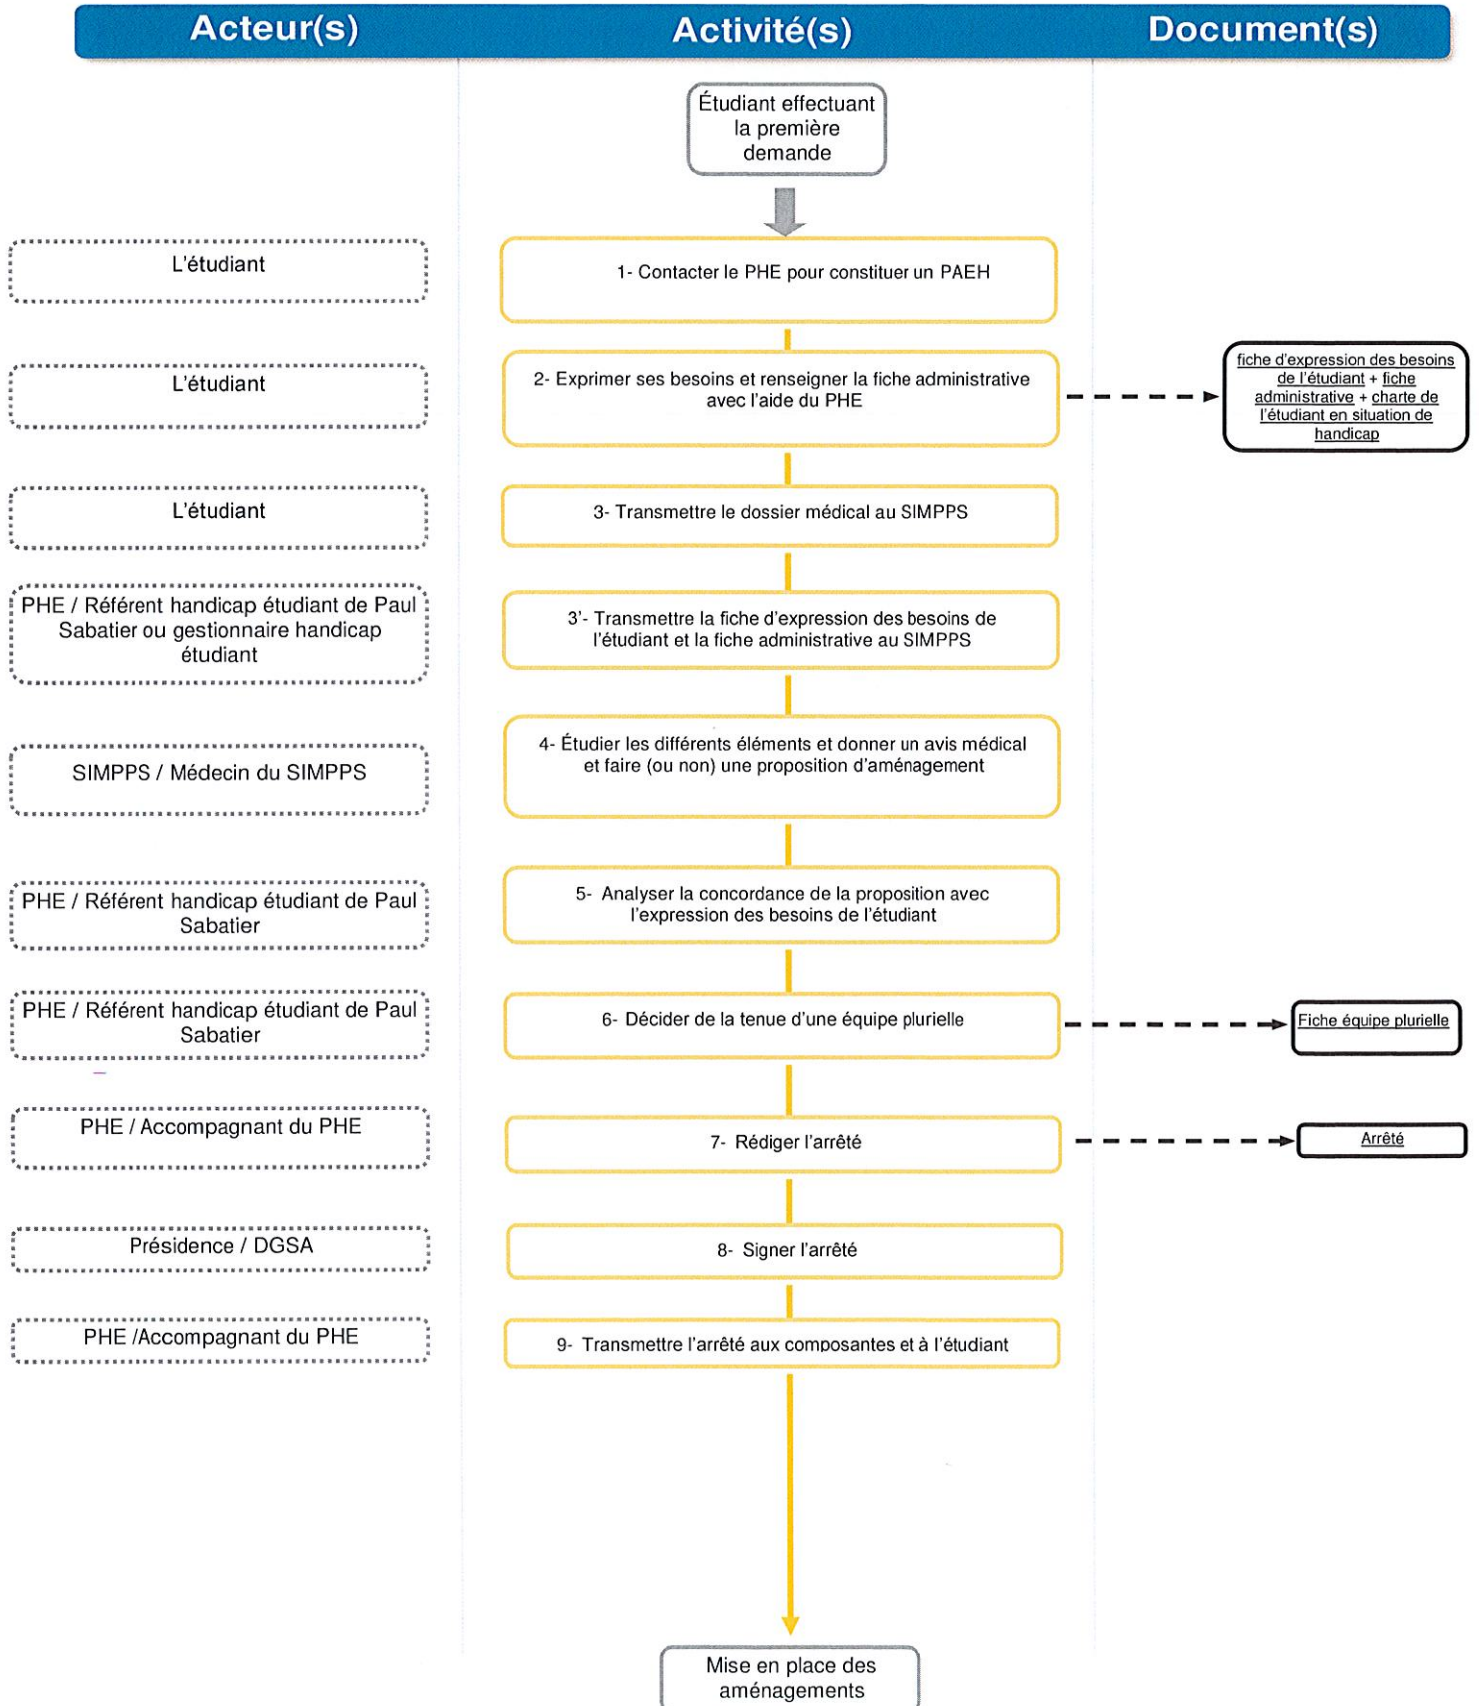 Acteur(s)
Activité(s)
Document(s)
Étudiant effectuant
la première
demande
L'étudiant
1- Contacter le PHE pour constituer un PAEH
L'étudiant
2- Exprimer ses besoins et renseigner la fiche administrative
avec l'aide du PHE
fiche d'expression des besoins
de l'étudiant + fiche
administrative + charte de
l'étudiant en situation de
handicap
L'étudiant
3- Transmettre le dossier médical au SIMPPS
PHE / Référent handicap étudiant de Paul
Sabatier ou gestionnaire handicap
étudiant
3'- Transmettre la fiche d'expression des besoins de
l'étudiant et la fiche administrative au SIMPPS
SIMPPS / Médecin du SIMPPS
4- Étudier les différents éléments et donner un avis médical
et faire (ou non) une proposition d'aménagement
PHE / Référent handicap étudiant de Paul
Sabatier
5- Analyser la concordance de la proposition avec
l'expression des besoins de l'étudiant
PHE / Référent handicap étudiant de Paul
Sabatier
6- Décider de la tenue d'une équipe plurielle
Fiche équipe plurielle
PHE / Accompagnant du PHE
7- Rédiger l'arrêté
Arrêté
Présidence / DGSA
8- Signer l'arrêté
PHE /Accompagnant du PHE
9- Transmettre l'arrêté aux composantes et à l'étudiant
Mise en place des
aménagements